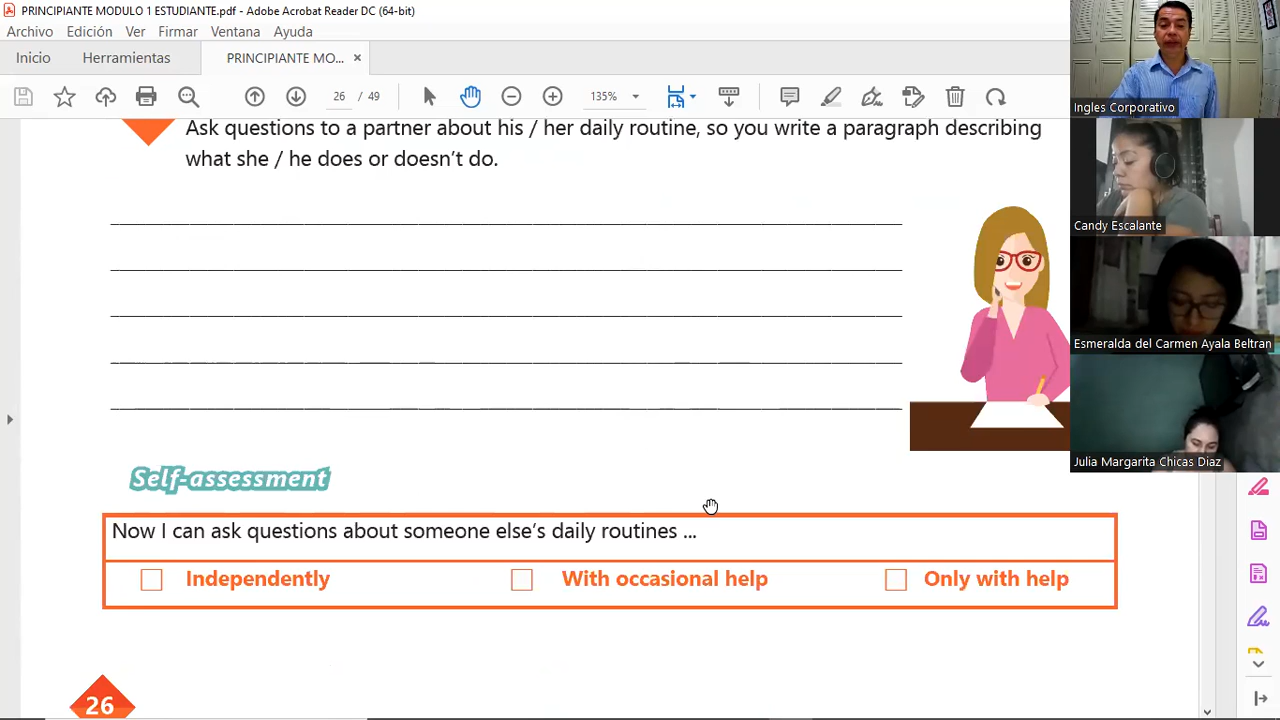 PRINCIPIANTE MODULO 1 ESTUDIANTE.pdf - Adobe Acrobat Reader DC (64-bit)
Archivo Edición Ver Firmar Ventana Ayuda
Inicio Herramientas PRINCIPIANTE MO... ×
26 / 49 135%
Ask questions to a partner about his / her daily routine, so you write a paragraph describing
what she / he does or doesn't do.
Self-assessment
Now I can ask questions about someone else's daily routines ...
Independently With occasional help Only with help
26
Ingles Corporativo
Candy Escalante
Esmeralda del Carmen Ayala Beltran
Julia Margarita Chicas Diaz